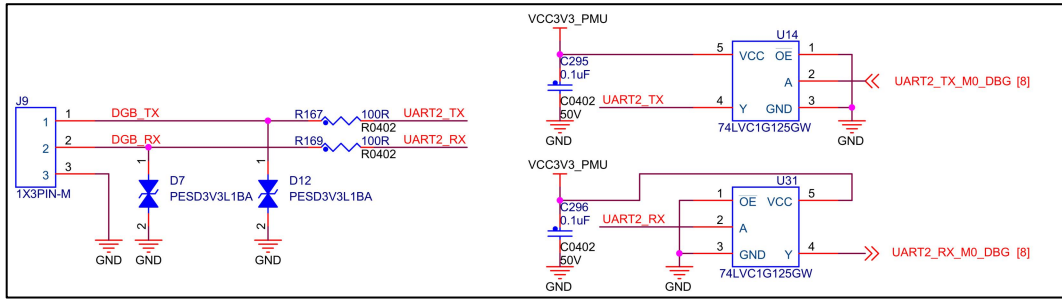 J9
1
2
3
1X3PIN-M
1
2
3
DGB_TX
DGB_RX
GND
1
D7
PESD3V3L1BA
2
GND
1
D12
PESD3V3L1BA
2
GND
R167
100R
R0402
UART2_TX
R169
100R
R0402
UART2_RX
VCC3V3_PMU
C295
0.1uF
C0402
50V
GND
UART2_TX
U14
5
VCC
OE
1
A
2
4
Y
GND
3
74LVC1G125GW
GND
UART2_TX_M0_DBG [8]
VCC3V3_PMU
C296
0.1uF
C0402
50V
GND
UART2_RX
U31
1
OE
VCC
5
2
A
3
GND
Y
4
74LVC1G125GW
GND
UART2_RX_M0_DBG [8]